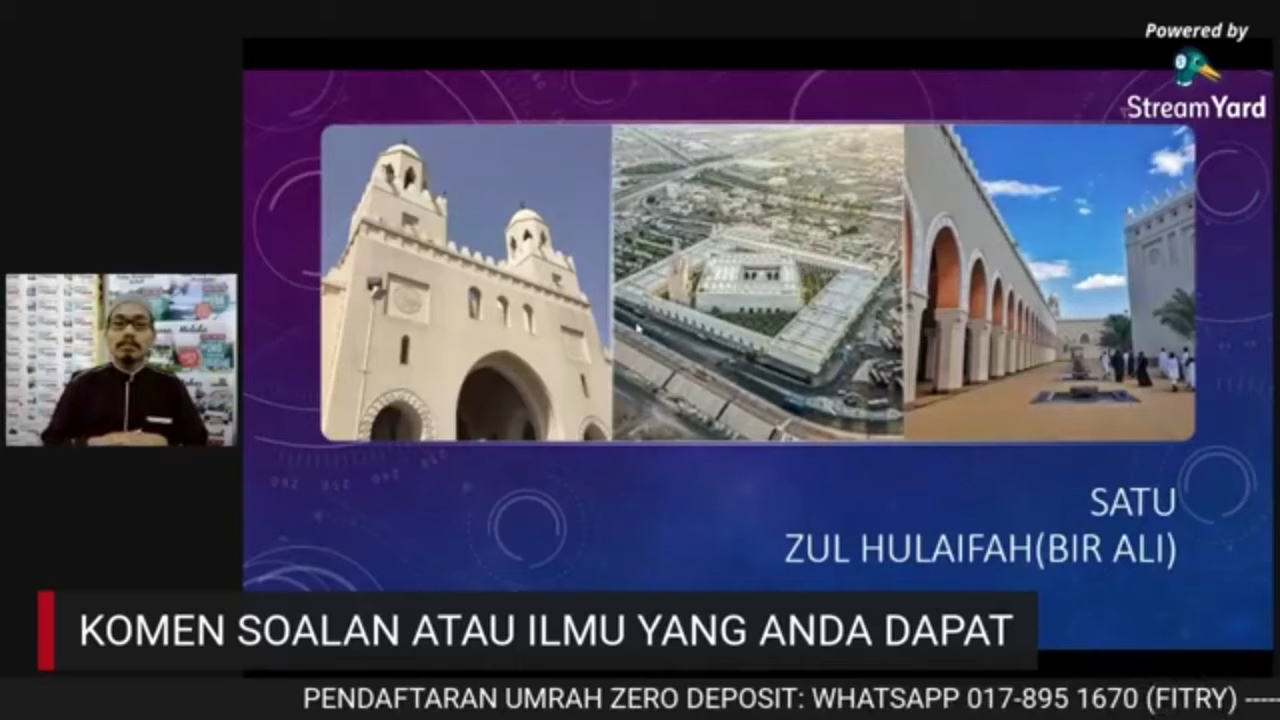 Powered by
StreamYard
SATU
ZUL HULAIFAH(BIR ALI)
KOMEN SOALAN ATAU ILMU YANG ANDA DAPAT
PENDAFTARAN UMRAH ZERO DEPOSIT: WHATSAPP 017-895 1670 (FITRY) ----